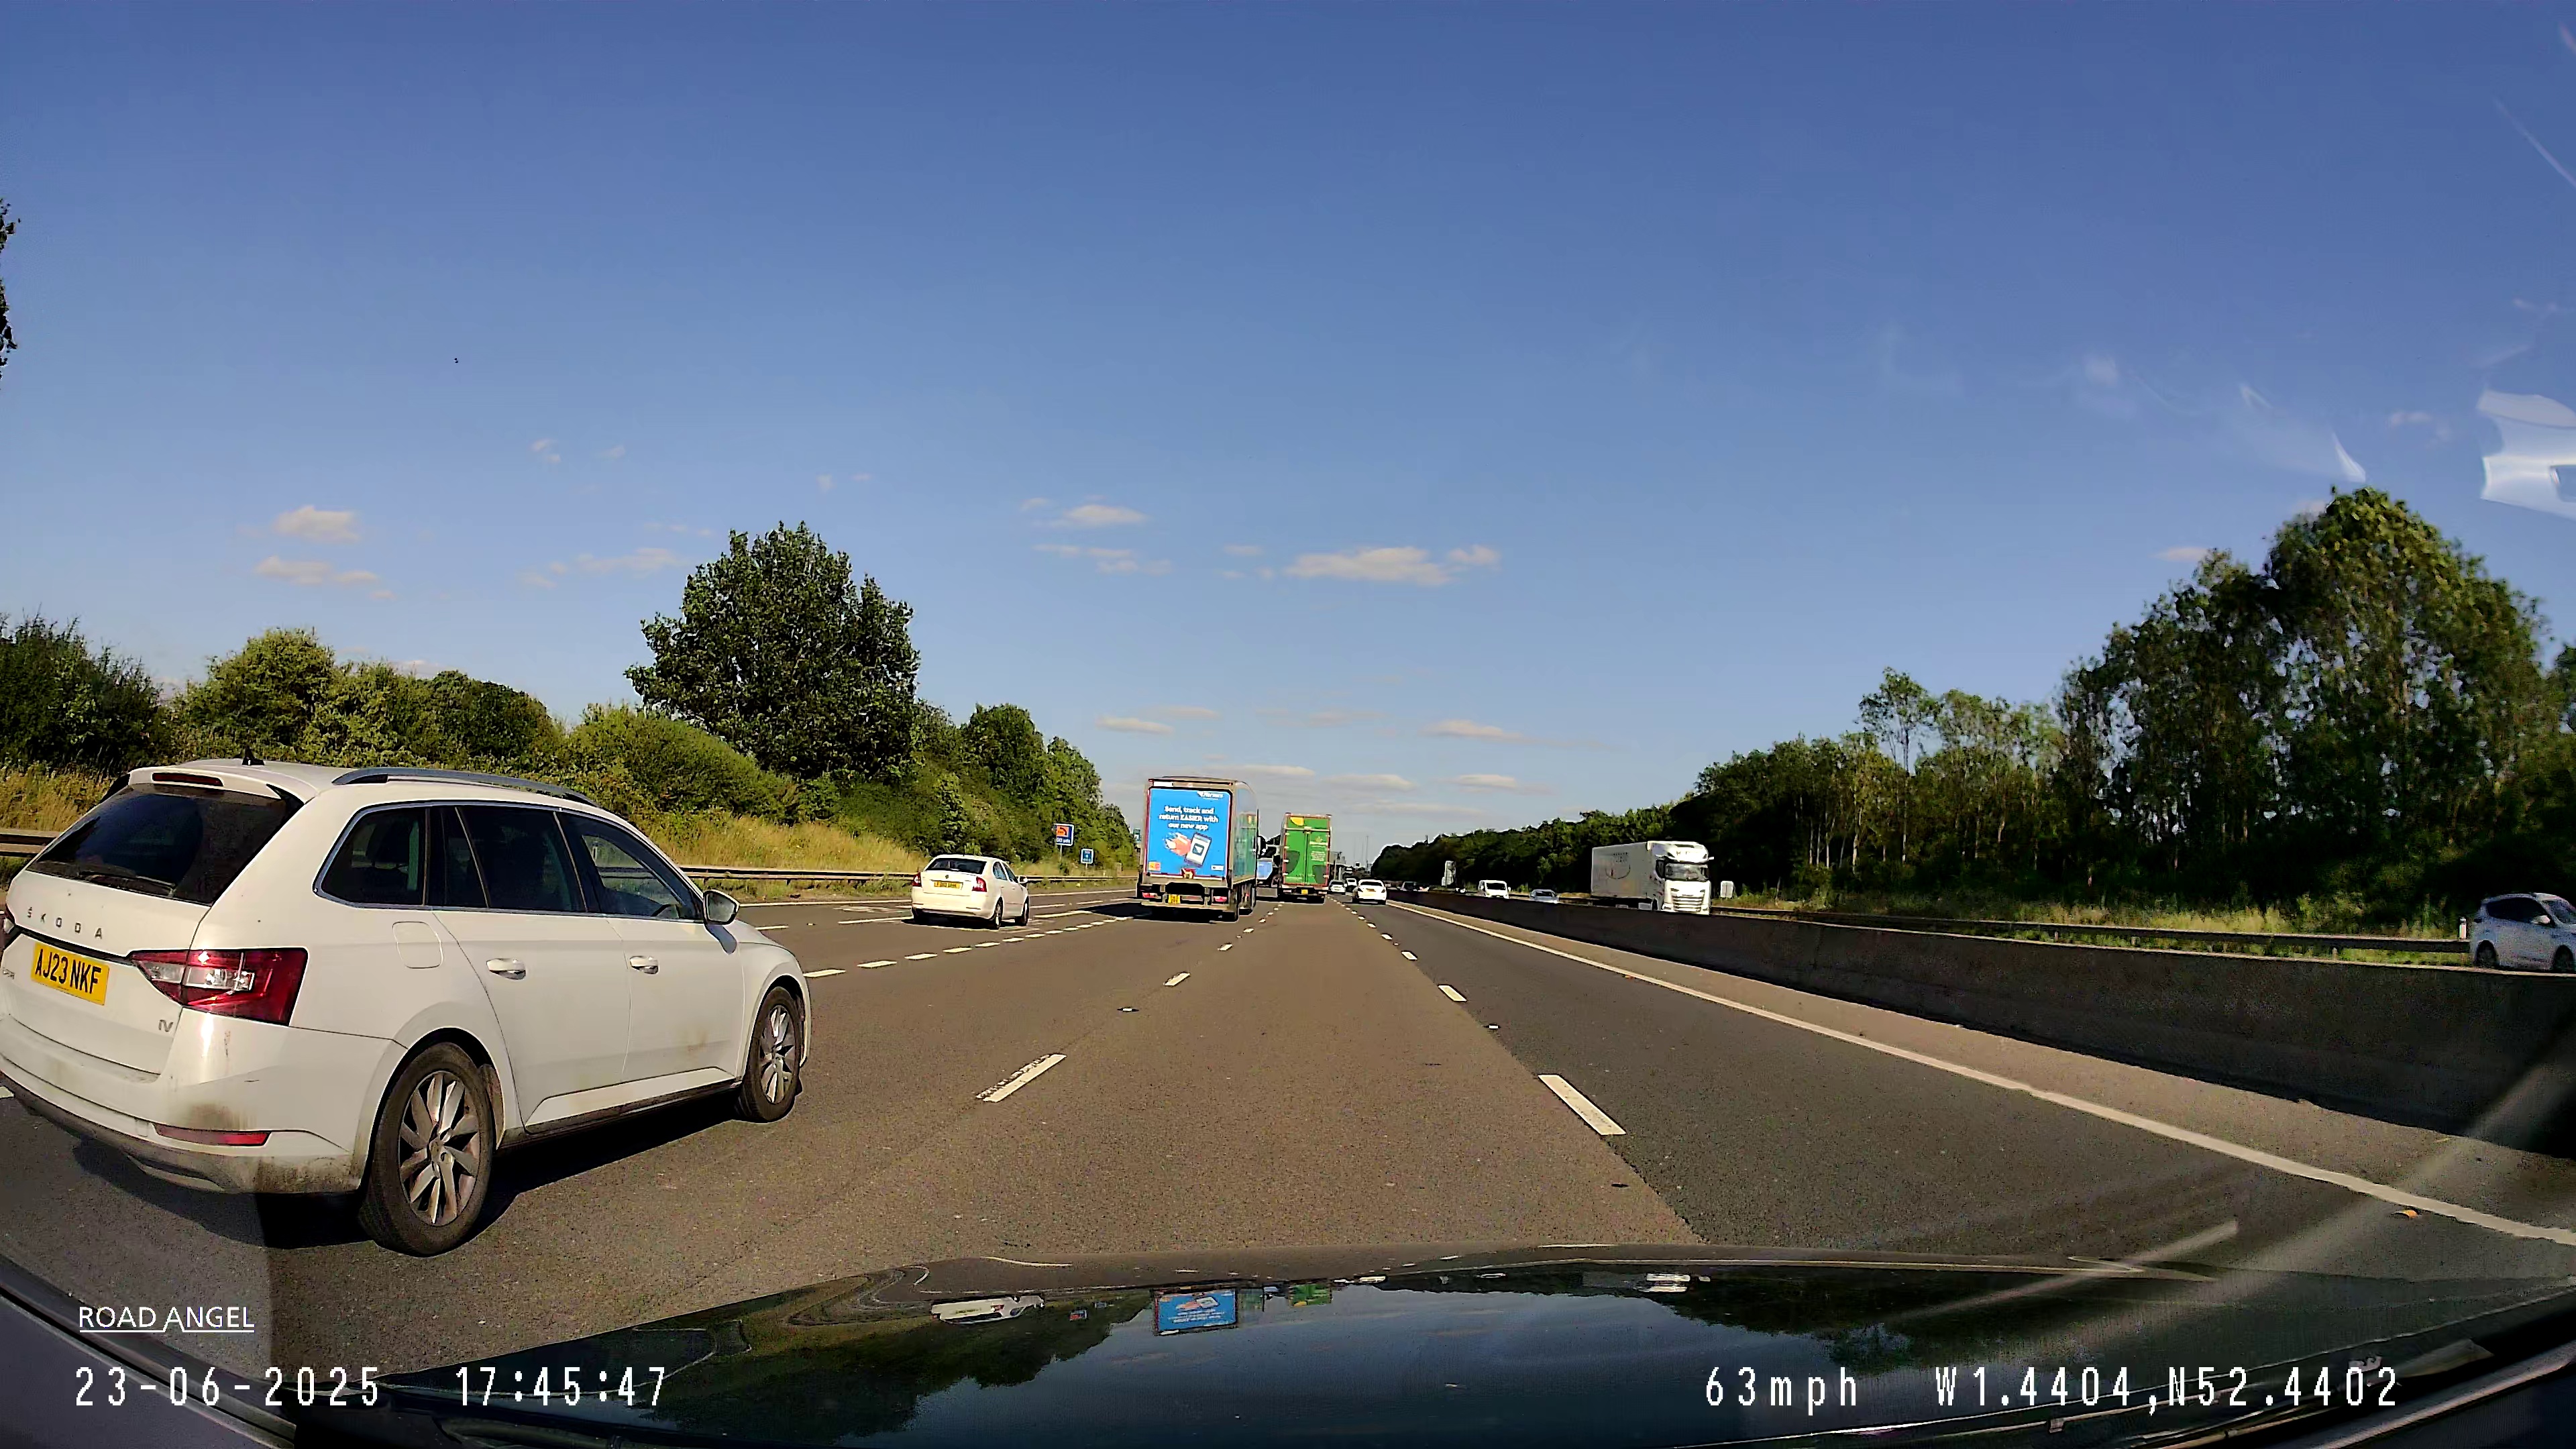 Send, track and
return EASIER with
our new app
ŠKODA
AJ23 NKF
iV
ROAD ANGEL
23-06-2025 17:45:47
63mph W1.4404,N52.4402